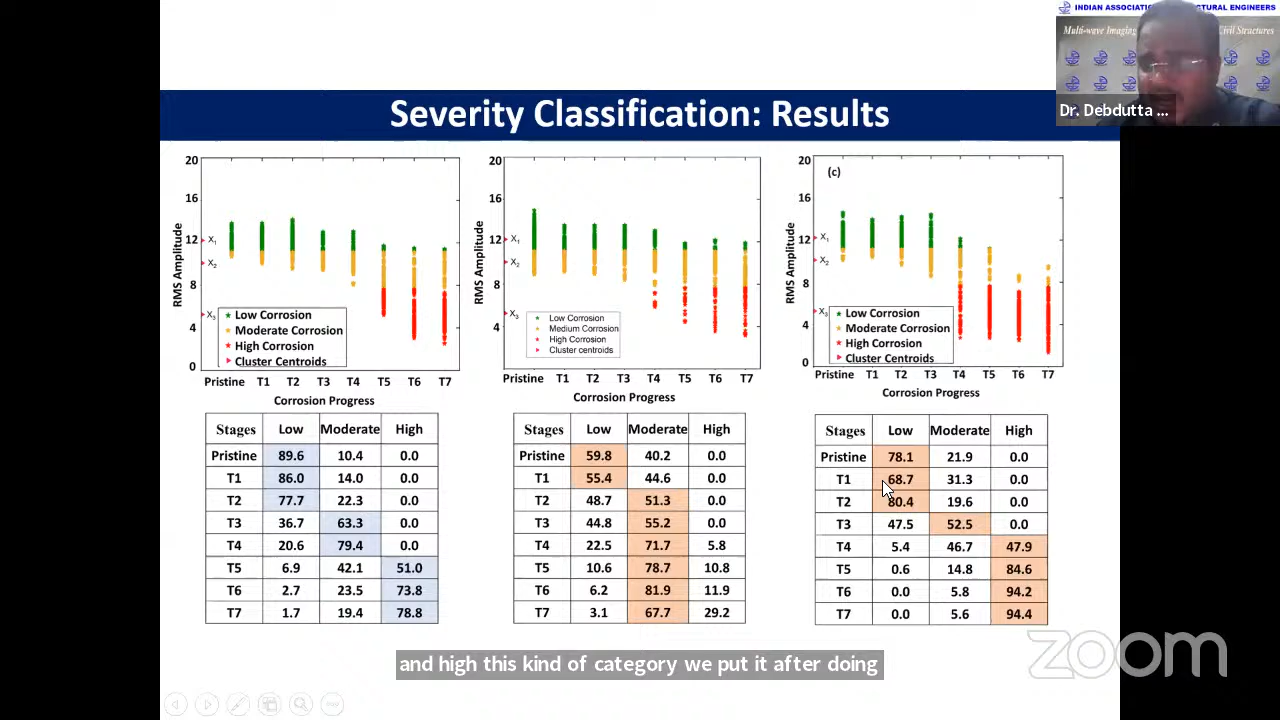 INDIAN ASSOCIAT
CTURAL ENGINEERS
Multi-wave Imaging
Civil Structures
Dr. Debdutta ...
Severity Classification: Results
20
16
12
8
4
0
RMS Amplitude
X1
X2
X3
Low Corrosion
Moderate Corrosion
High Corrosion
Cluster Centroids
Pristine T1 T2 T3 T4 T5 T6 T7
Corrosion Progress
20
16
12
8
4
RMS Amplitude
X1
X2
X3
Low Corrosion
Medium Corrosion
High Corrosion
Cluster centroids
Pristine T1 T2 T3 T4 T5 T6 T7
Corrosion Progress
(c)
20
16
12
8
4
0
RMS Amplitude
X1
X2
X3
Low Corrosion
Moderate Corrosion
High Corrosion
Cluster Centroids
Pristine T1 T2 T3 T4 T5 T6 T7
Corrosion Progress
Stages Low Moderate High
Pristine 89.6 10.4 0.0
T1 86.0 14.0 0.0
T2 77.7 22.3 0.0
T3 36.7 63.3 0.0
T4 20.6 79.4 0.0
T5 6.9 42.1 51.0
T6 2.7 23.5 73.8
T7 1.7 19.4 78.8
Stages Low Moderate High
Pristine 59.8 40.2 0.0
T1 55.4 44.6 0.0
T2 48.7 51.3 0.0
T3 44.8 55.2 0.0
T4 22.5 71.7 5.8
T5 10.6 78.7 10.8
T6 6.2 81.9 11.9
T7 3.1 67.7 29.2
Stages Low Moderate High
Pristine 78.1 21.9 0.0
T1 68.7 31.3 0.0
T2 80.4 19.6 0.0
T3 47.5 52.5 0.0
T4 5.4 46.7 47.9
T5 0.6 14.8 84.6
T6 0.0 5.8 94.2
T7 0.0 5.6 94.4
and high this kind of category we put it after doing
zoom